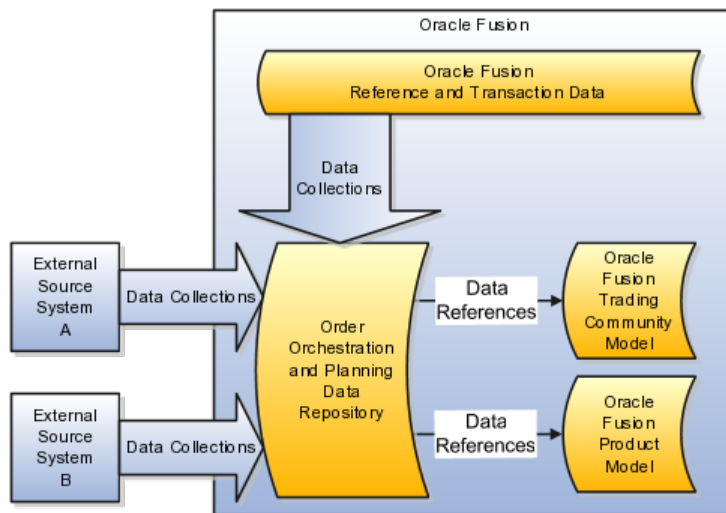 Oracle Fusion
Oracle Fusion
Reference and Transaction Data
Data
Collections
External
Source
System
A
Data Collections
Order
Orchestration
and Planning
Data
Repository
Data
References
Oracle
Fusion
Trading
Community
Model
External
Source
System
B
Data Collections
Data
References
Oracle
Fusion
Product
Model